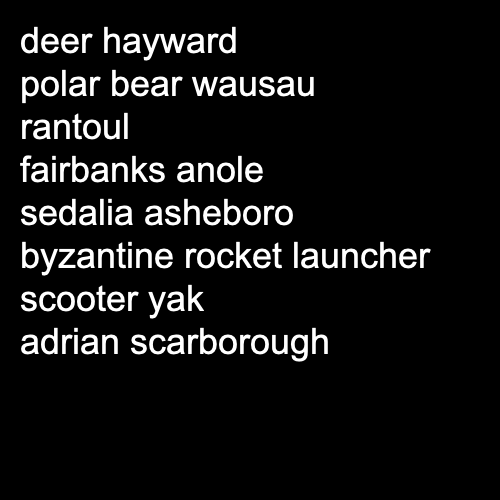 deer hayward
polar bear wausau
rantoul
fairbanks anole
sedalia asheboro
byzantine rocket launcher
scooter yak
adrian scarborough